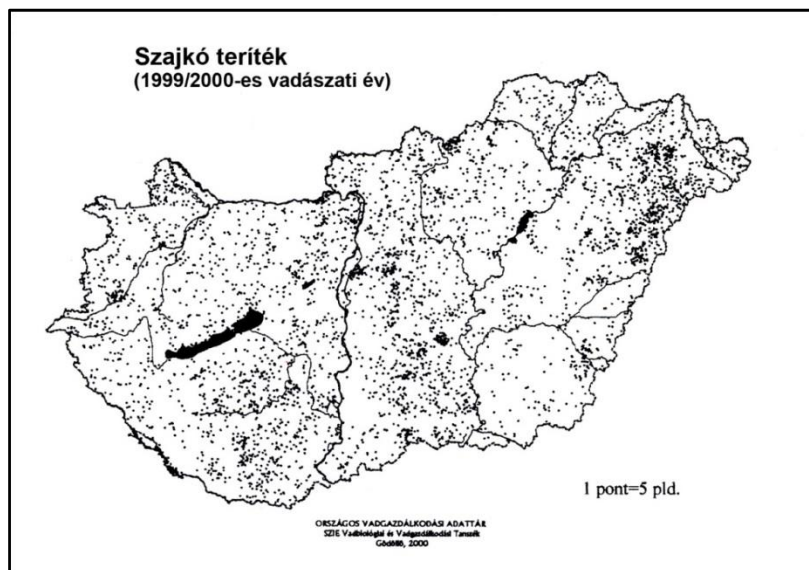 Szajkó teríték
(1999/2000-es vadászati év)
1 pont=5 pld.
ORSZÁGOS VADGAZDÁLKODÁSI ADATTÁR
SZIE Vadbiológiai és Vadgazdálkodási Tanszék
Gödöllő, 2000